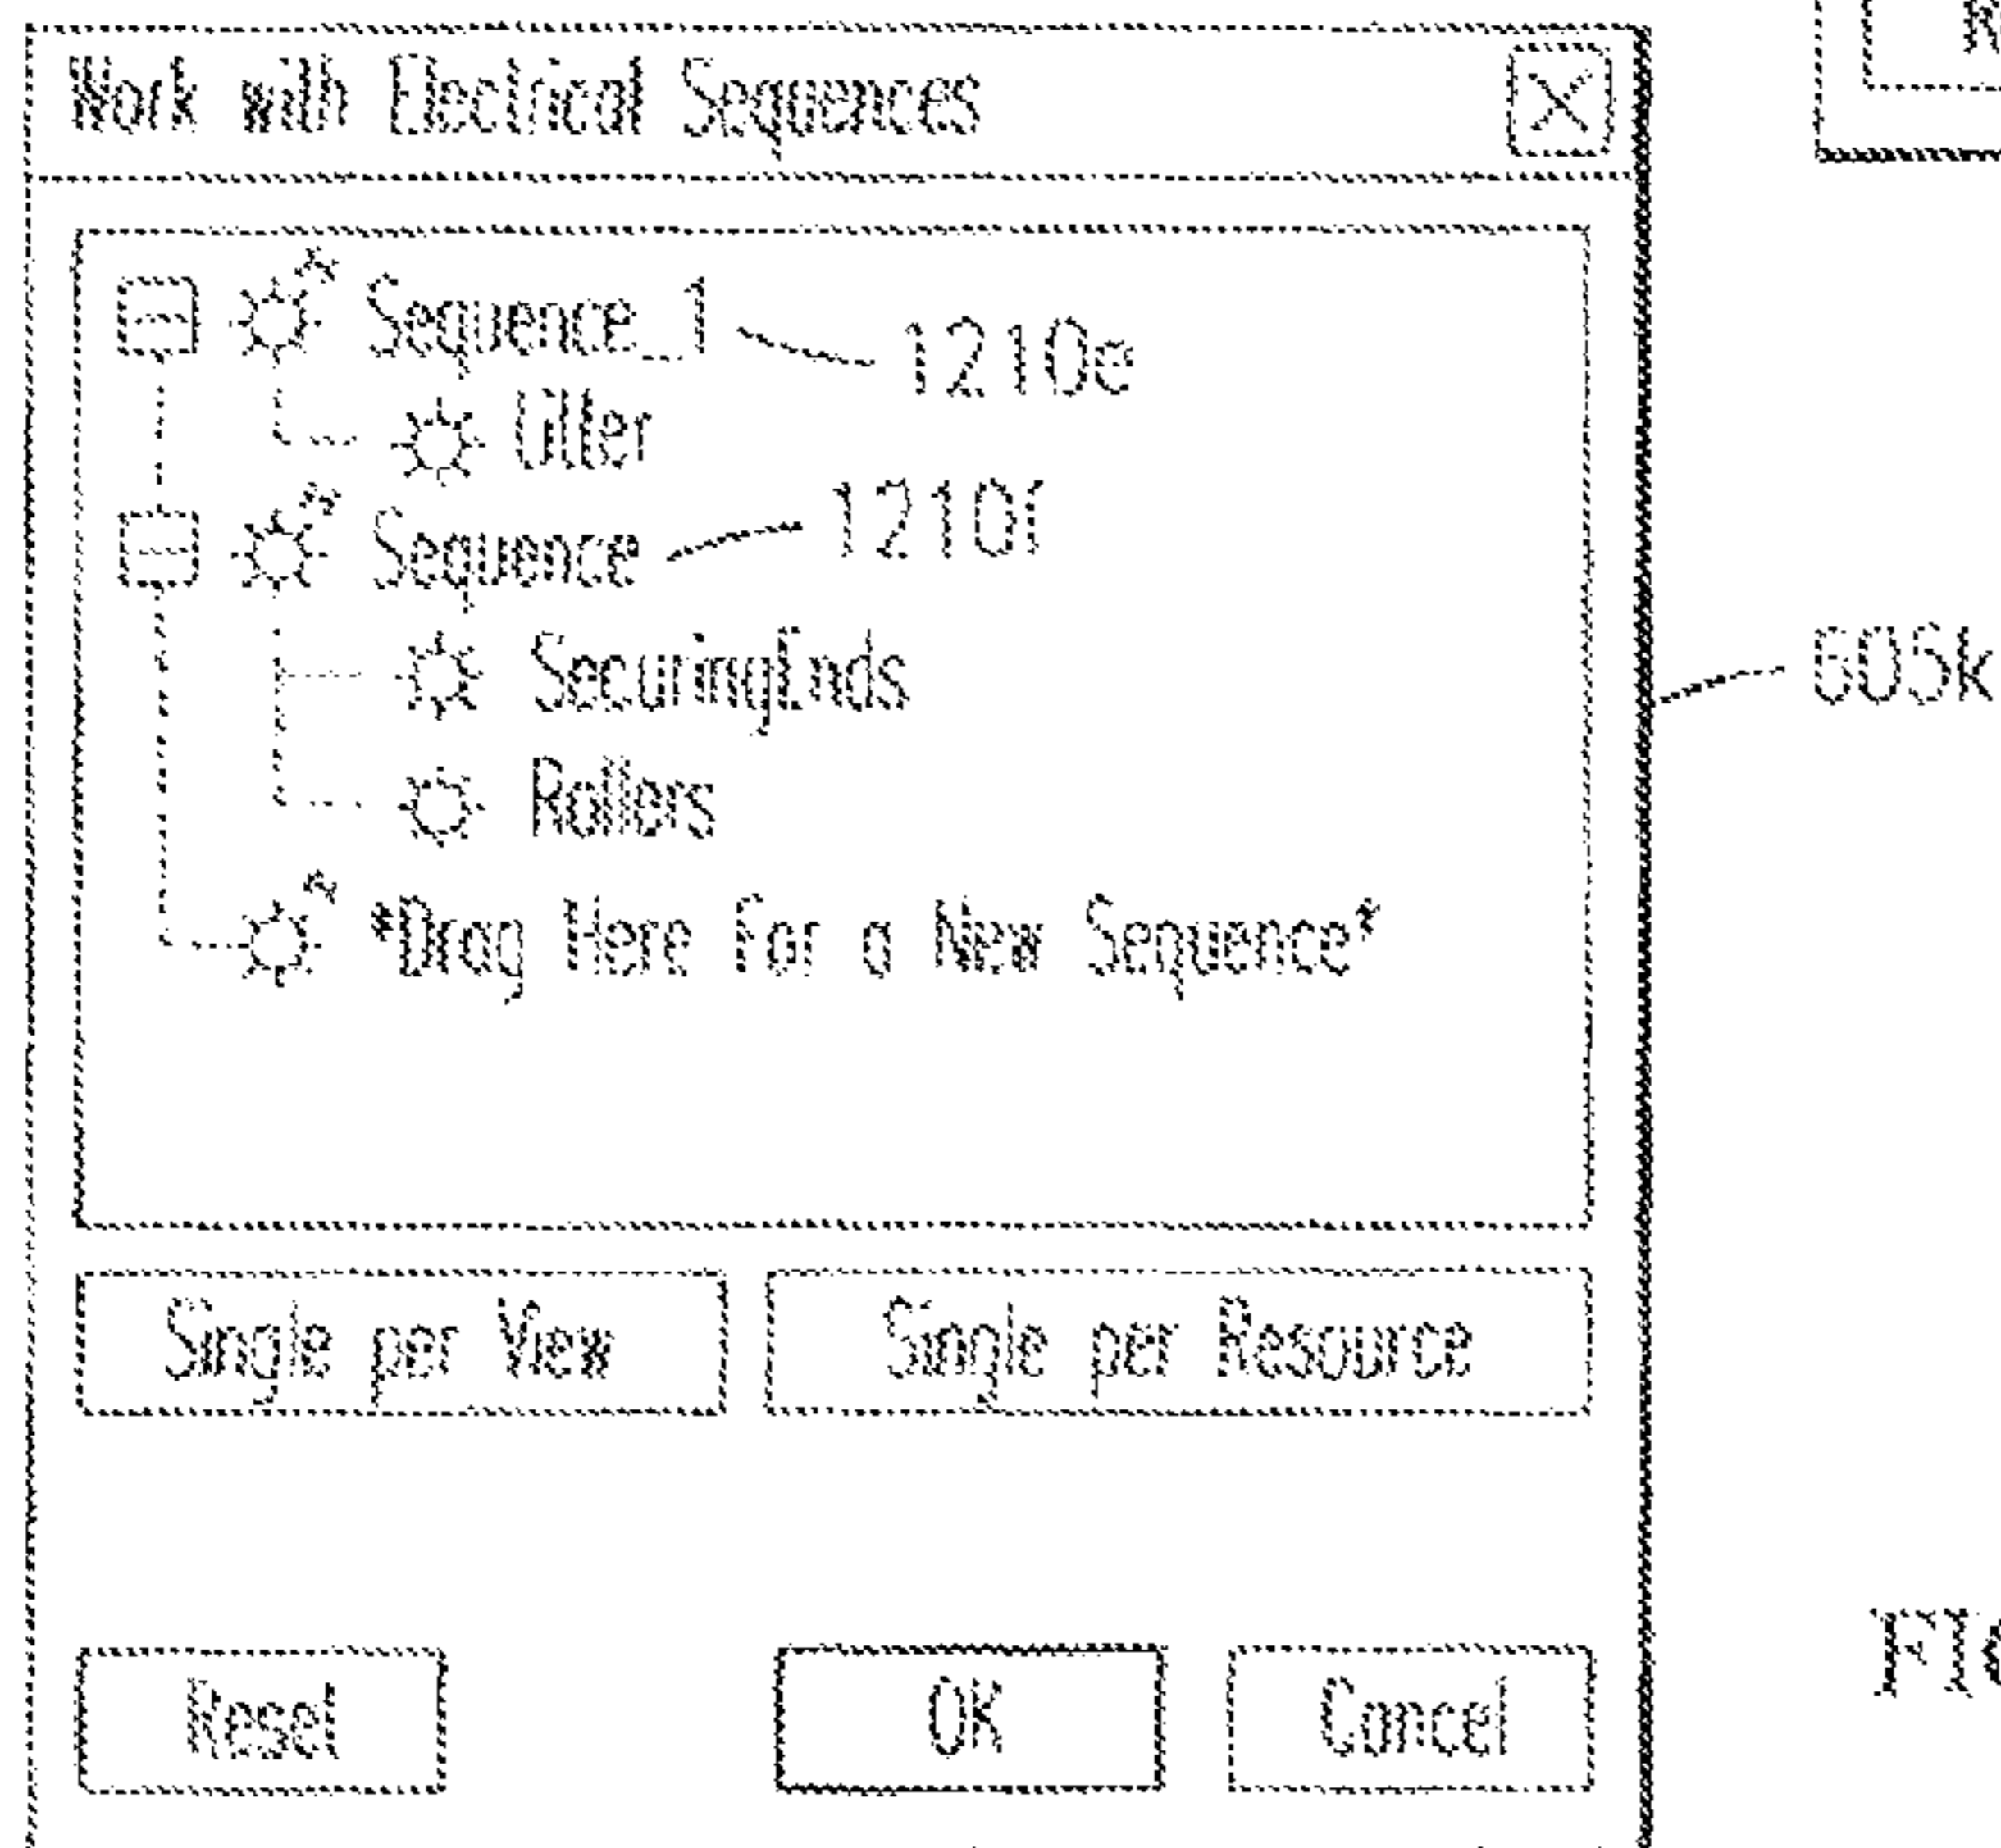 Work with Electrical Sequences
Sequence_1
1210e
Lifter
Sequence
1210f
SecuringEnds
605k
Rollers
*Drag Here For a New Sequence*
Single per View
Single per Resource
Reset
OK
Cancel